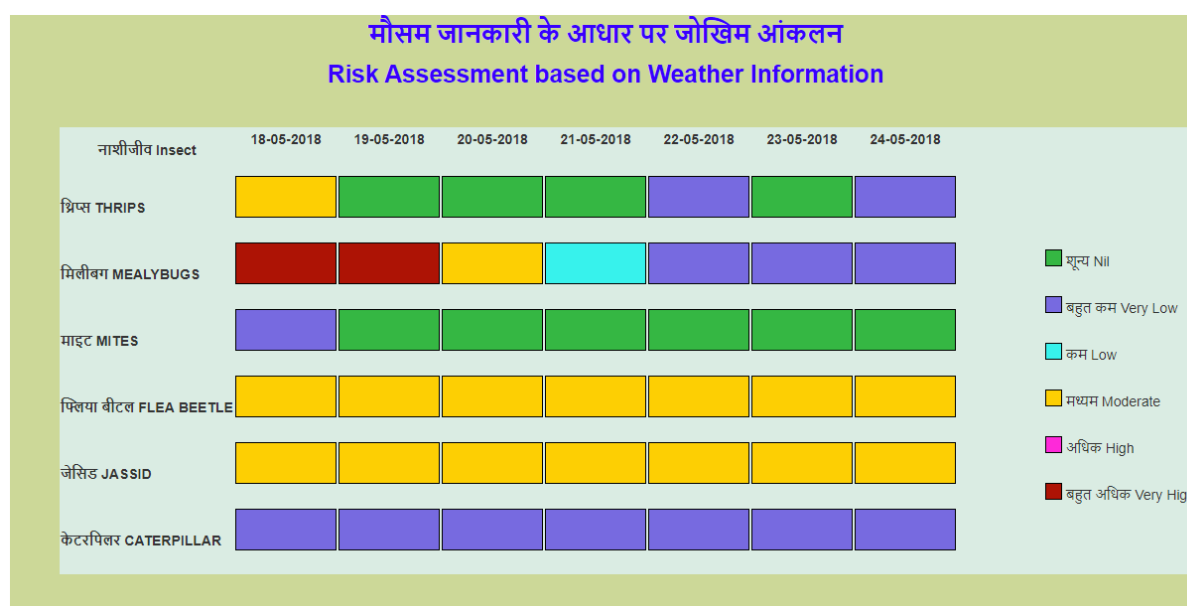 मौसम जानकारी के आधार पर जोखिम आंकलन
Risk Assessment based on Weather Information
नाशीजीव Insect 18-05-2018 19-05-2018 20-05-2018 21-05-2018 22-05-2018 23-05-2018 24-05-2018
थ्रिप्स THRIPS
मिलीबग MEALYBUGS
माइट MITES
फ्लिया बीटल FLEA BEETLE
जेसिड JASSID
केटरपिलर CATERPILLAR
शून्य Nil
बहुत कम Very Low
कम Low
मध्यम Moderate
अधिक High
बहुत अधिक Very Hig